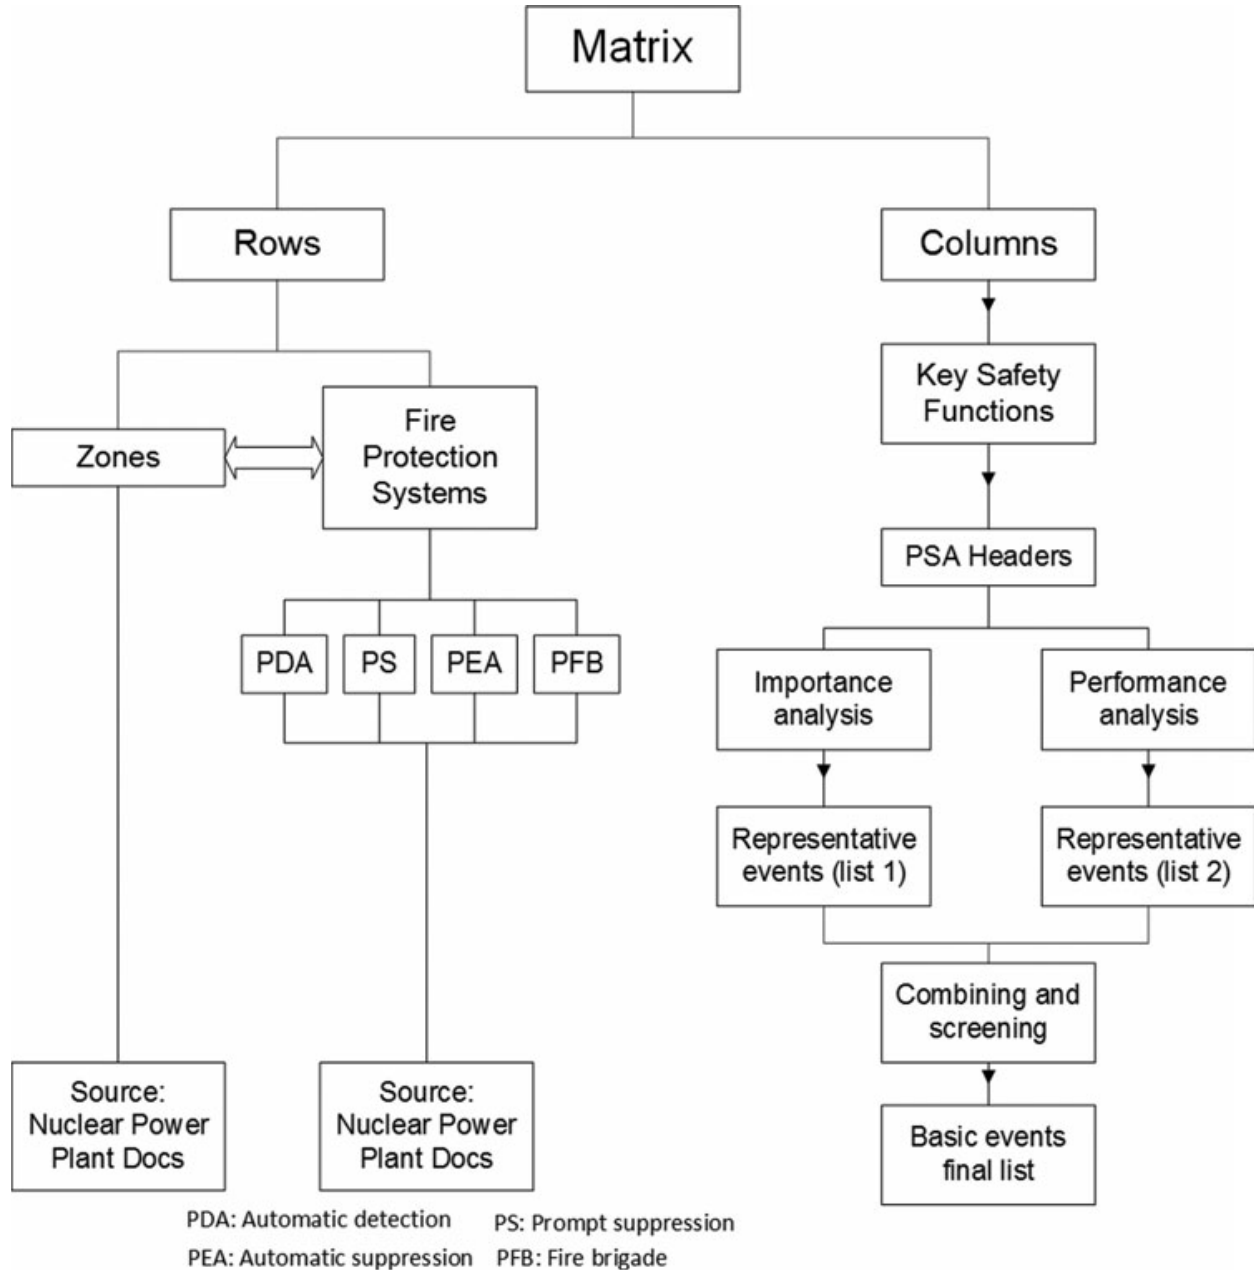 Matrix
Rows
Columns
Key Safety
Functions
Fire
Protection
Systems
Zones
PSA Headers
PDA
PS
PEA
PFB
Importance
analysis
Performance
analysis
Representative
events (list 1)
Representative
events (list 2)
Combining and
screening
Source:
Nuclear Power
Plant Docs
Source:
Nuclear Power
Plant Docs
Basic events
final list
PDA: Automatic detection
PS: Prompt suppression
PEA: Automatic suppression
PFB: Fire brigade